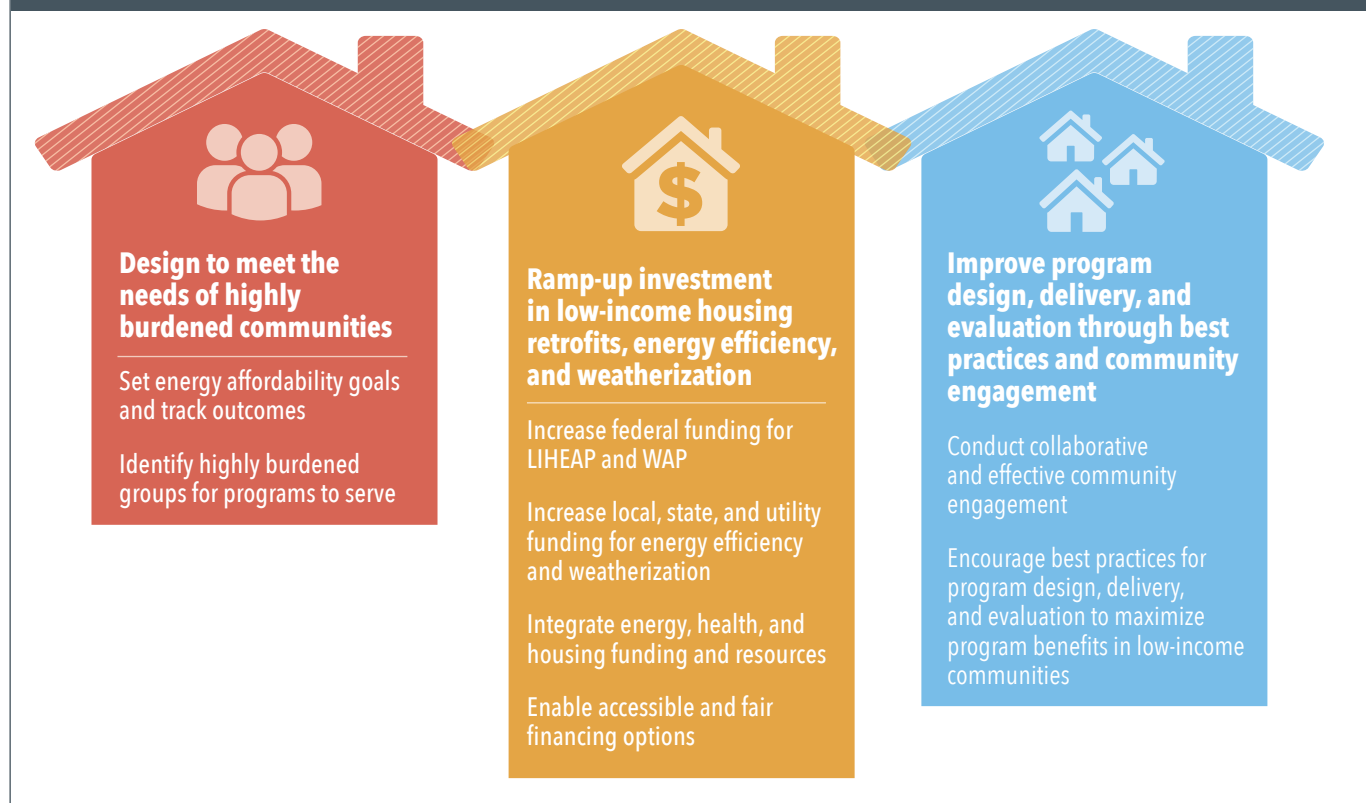 Design to meet the
needs of highly
burdened communities
Set energy affordability goals
and track outcomes
Identify highly burdened
groups for programs to serve
$
Ramp-up investment
in low-income housing
retrofits, energy efficiency,
and weatherization
Increase federal funding for
LIHEAP and WAP
Increase local, state, and utility
funding for energy efficiency
and weatherization
Integrate energy, health, and
housing funding and resources
Enable accessible and fair
financing options
Improve program
design, delivery, and
evaluation through best
practices and community
engagement
Conduct collaborative
and effective community
engagement
Encourage best practices for
program design, delivery,
and evaluation to maximize
program benefits in low-income
communities